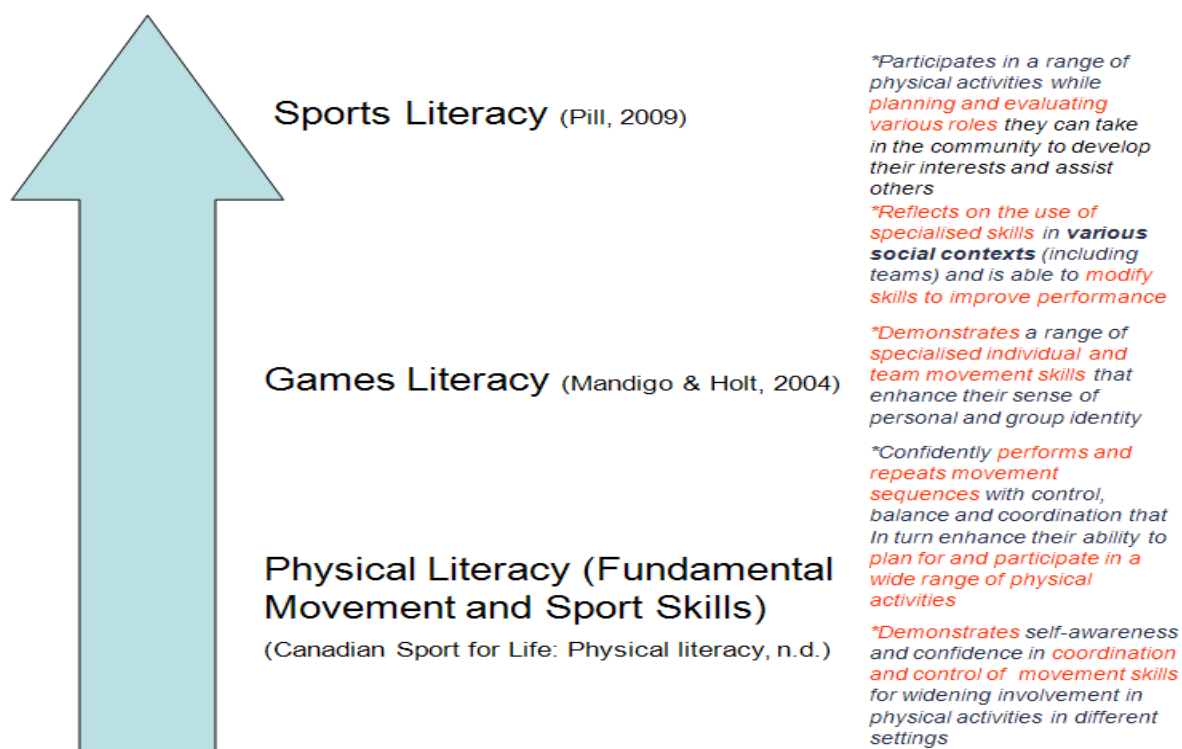 Sports Literacy (Pill, 2009)
Games Literacy (Mandigo & Holt, 2004)
Physical Literacy (Fundamental
Movement and Sport Skills)
(Canadian Sport for Life: Physical literacy, n.d.)
*Participates in a range of
physical activities while
planning and evaluating
various roles they can take
in the community to develop
their interests and assist
others
*Reflects on the use of
specialised skills in various
social contexts (including
teams) and is able to modify
skills to improve performance
*Demonstrates a range of
specialised individual and
team movement skills that
enhance their sense of
personal and group identity
*Confidently performs and
repeats movement
sequences with control,
balance and coordination that
In turn enhance their ability to
plan for and participate in a
wide range of physical
activities
*Demonstrates self-awareness
and confidence in coordination
and control of movement skills
for widening involvement in
physical activities in different
settings